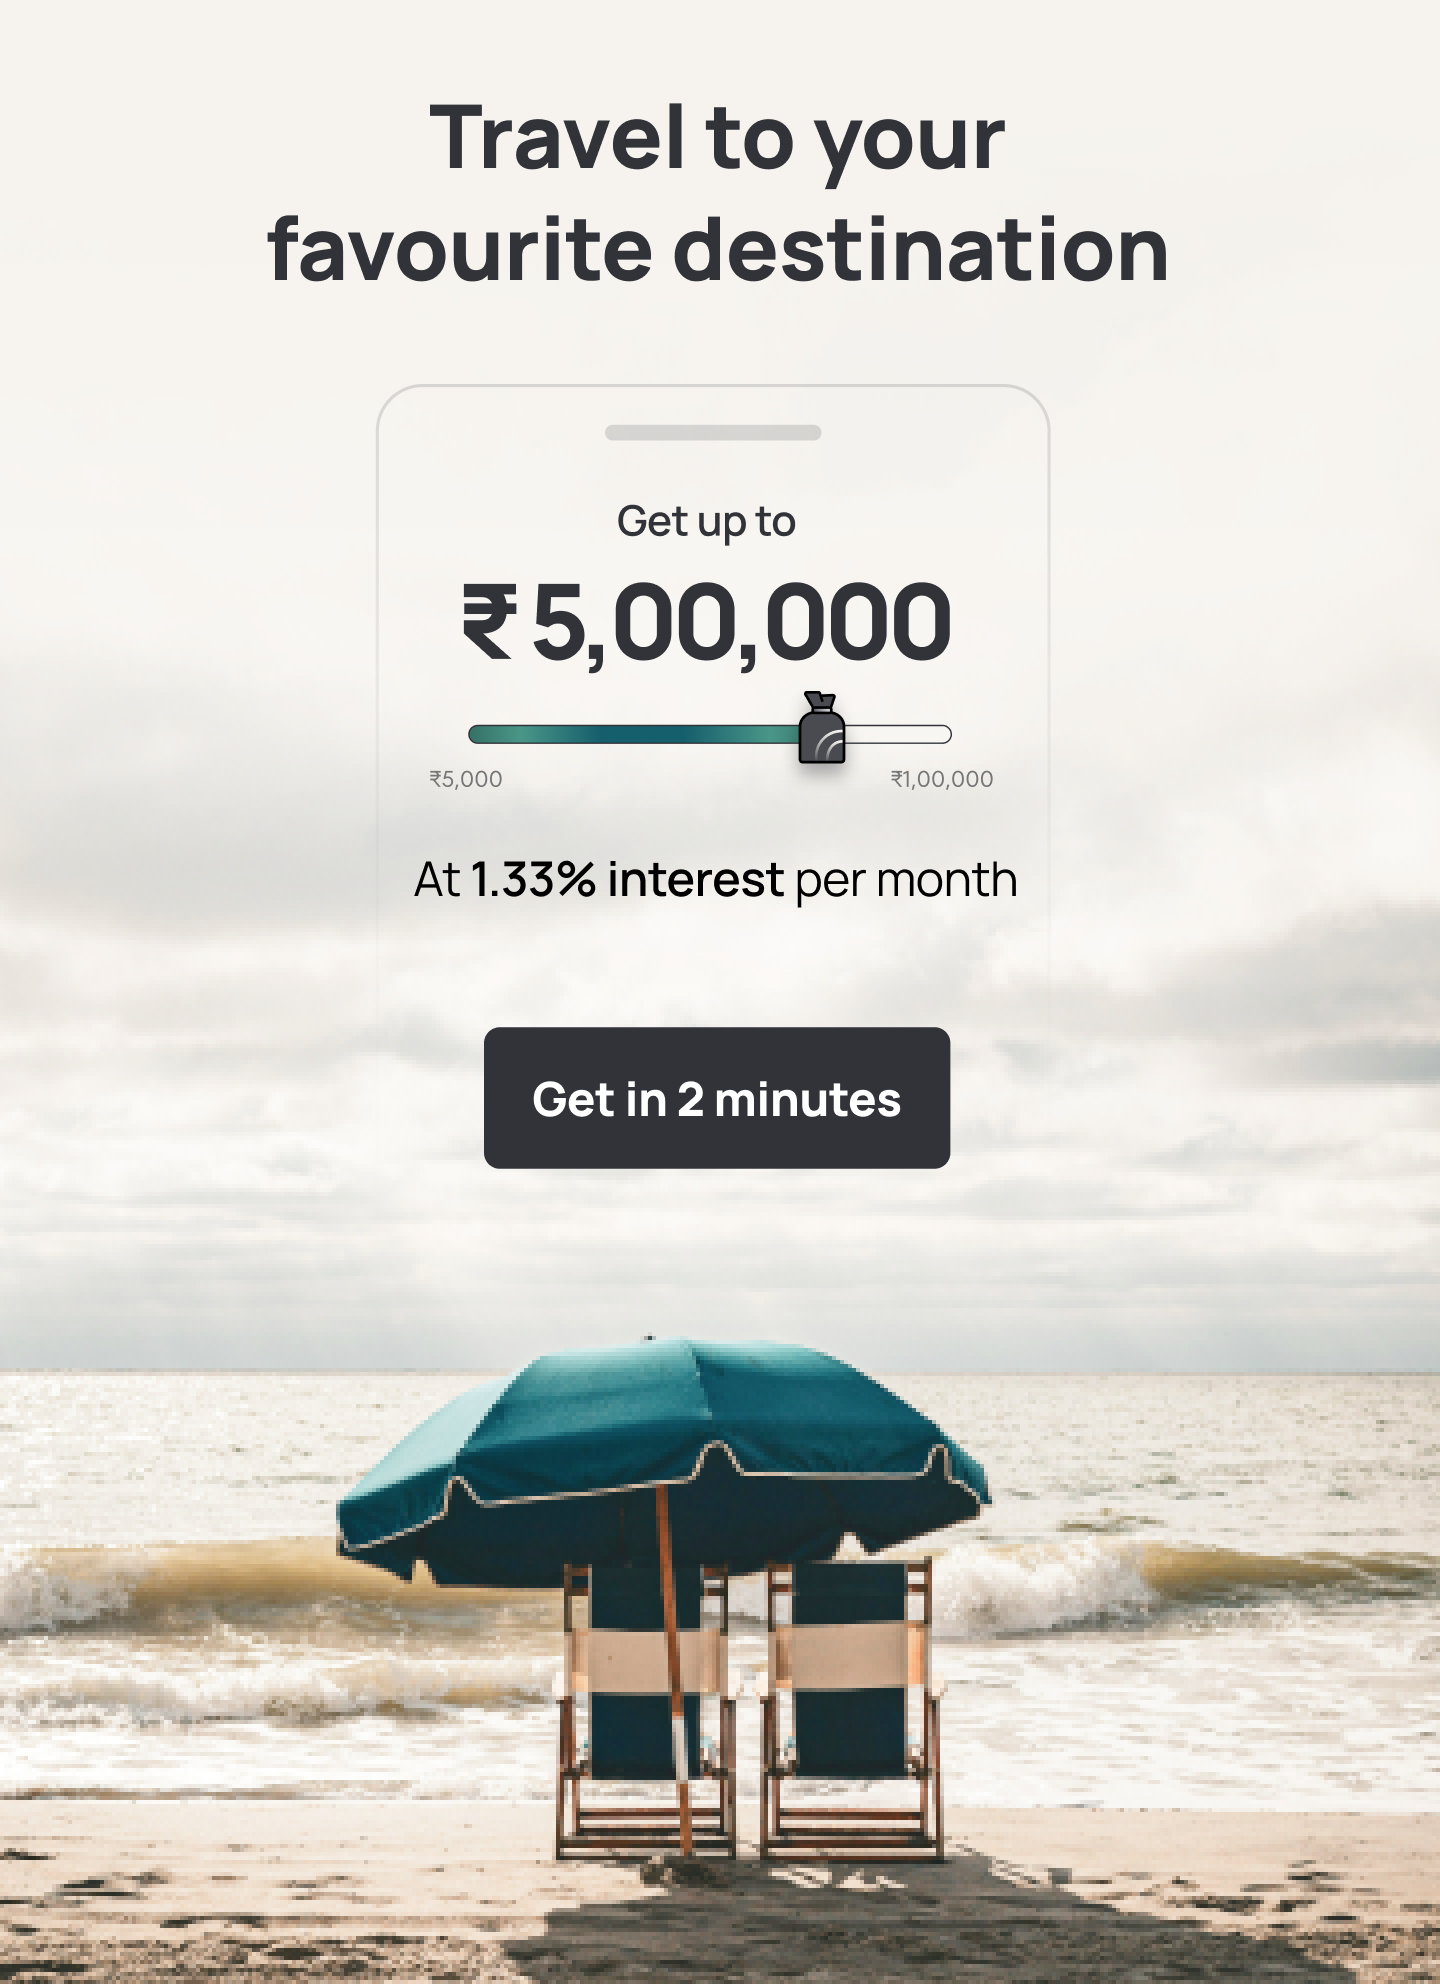 Travel to your
favourite destination
Get up to
₹5,00,000
₹5,000
₹1,00,000
At 1.33% interest per month
Get in 2 minutes